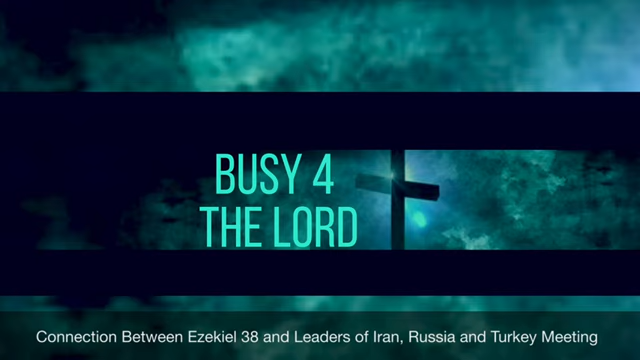 BUSY 4
THE LORD
Connection Between Ezekiel 38 and Leaders of Iran, Russia and Turkey Meeting